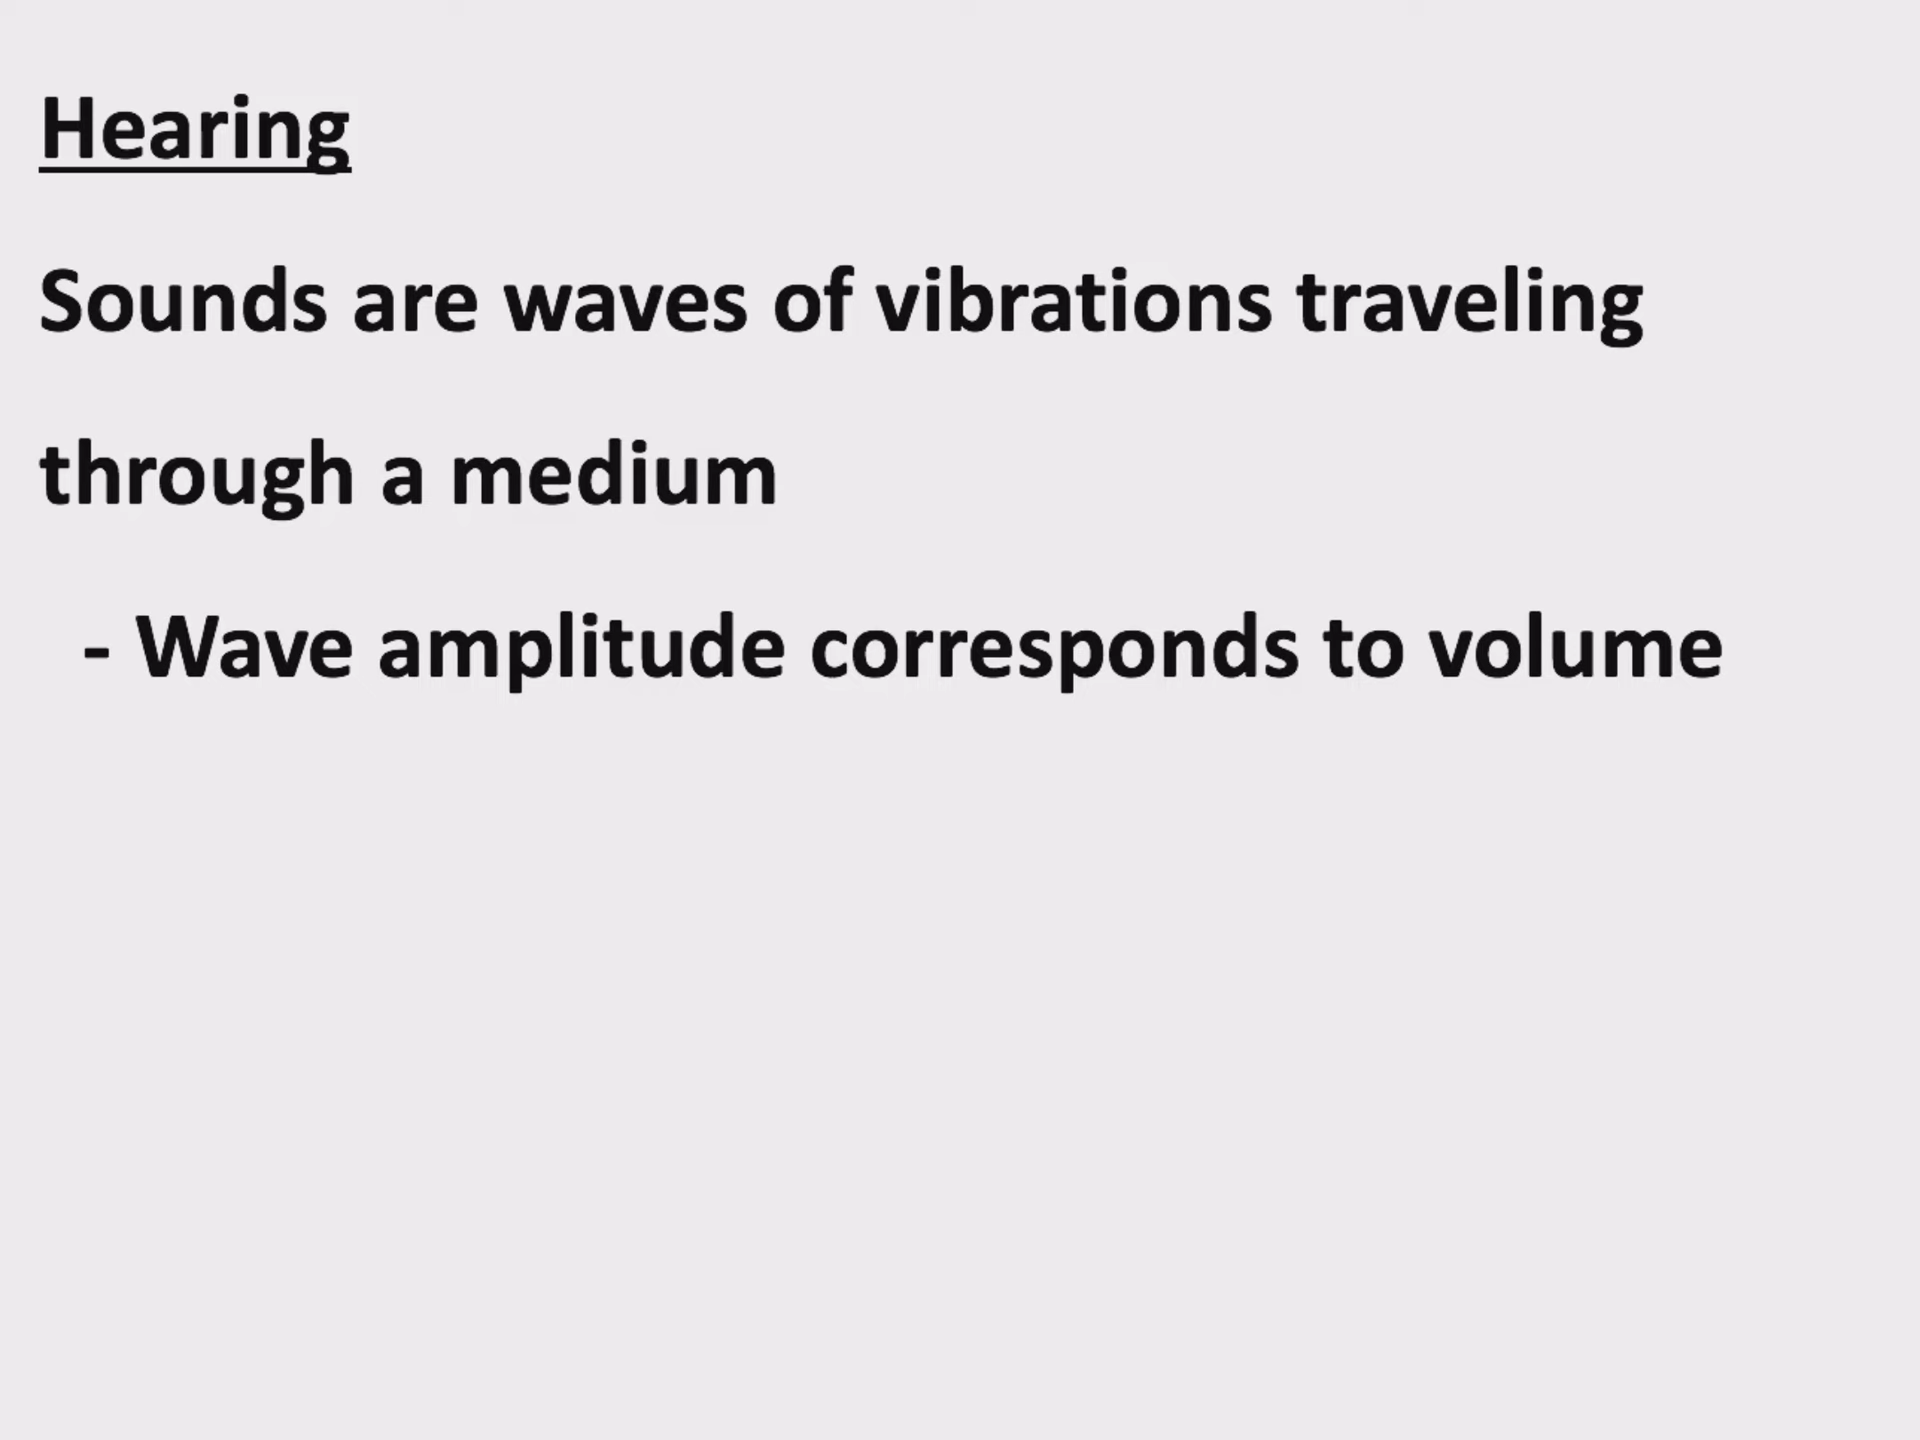 Hearing
Sounds are waves of vibrations traveling
through a medium
- Wave amplitude corresponds to volume